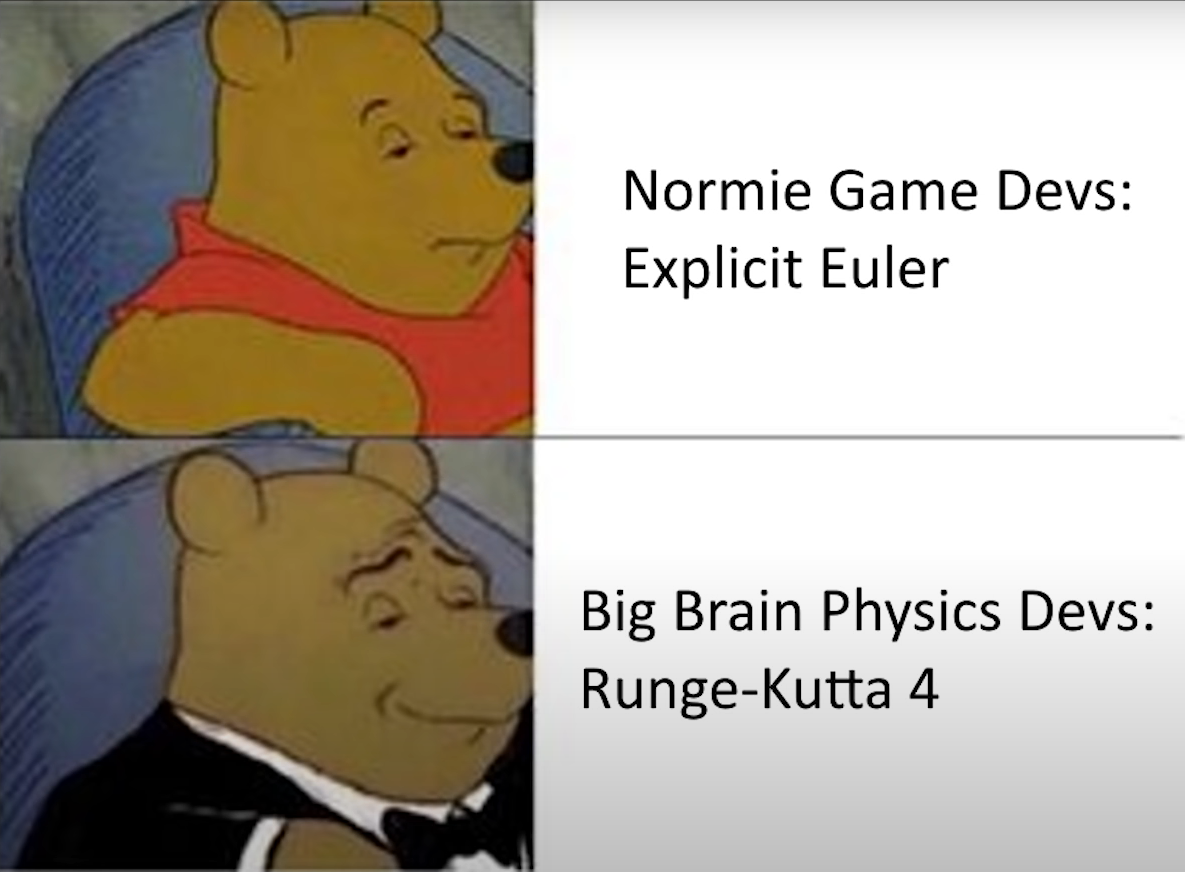 Normie Game Devs:
Explicit Euler
Big Brain Physics Devs:
Runge-Kutta 4